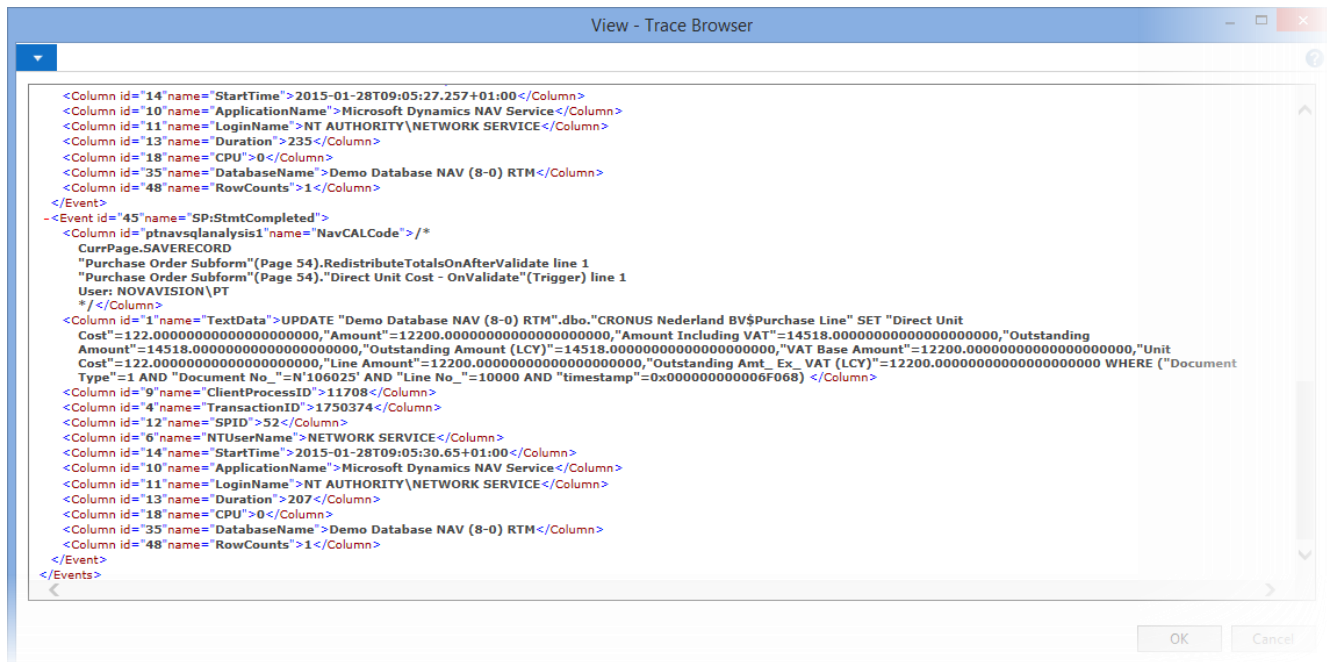 View - Trace Browser
<Column id="14"name="StartTime">2015-01-28T09:05:27.257+01:00</Column>
<Column id="10"name="ApplicationName">Microsoft Dynamics NAV Service</Column>
<Column id="11"name="LoginName">NT AUTHORITY\NETWORK SERVICE</Column>
<Column id="13"name="Duration">235</Column>
<Column id="18"name="CPU">0</Column>
<Column id="35"name="DatabaseName">Demo Database NAV (8-0) RTM</Column>
<Column id="48"name="RowCounts">1</Column>
</Event>
-<Event id="45"name="SP:StmtCompleted">
<Column id="ptnavsqlanalysis1"name="NavCALCode">/*
CurrPage.SAVERECORD
"Purchase Order Subform"(Page 54).RedistributeTotalsOnAfterValidate line 1
"Purchase Order Subform"(Page 54)."Direct Unit Cost - OnValidate"(Trigger) line 1
User: NOVAVISION\PT
*/</Column>
<Column id="1"name="TextData">UPDATE "Demo Database NAV (8-0) RTM".dbo."CRONUS Nederland BV$Purchase Line" SET "Direct Unit
Cost"=122.00000000000000000000,"Amount"=12200.00000000000000000000,"Amount Including VAT"=14518.00000000000000000000,"Outstanding
Amount"=14518.00000000000000000000,"Outstanding Amount (LCY)"=14518.00000000000000000000,"VAT Base Amount"=12200.00000000000000000000,"Unit
Cost"=122.00000000000000000000,"Line Amount"=12200.00000000000000000000,"Outstanding Amt_ Ex_ VAT (LCY)"=12200.00000000000000000000 WHERE ("Document
Type"=1 AND "Document No_"=N'106025' AND "Line No_"=10000 AND "timestamp"=0x000000000006F068) </Column>
<Column id="9"name="ClientProcessID">11708</Column>
<Column id="4"name="TransactionID">1750374</Column>
<Column id="12"name="SPID">52</Column>
<Column id="6"name="NTUserName">NETWORK SERVICE</Column>
<Column id="14"name="StartTime">2015-01-28T09:05:30.65+01:00</Column>
<Column id="10"name="ApplicationName">Microsoft Dynamics NAV Service</Column>
<Column id="11"name="LoginName">NT AUTHORITY\NETWORK SERVICE</Column>
<Column id="13"name="Duration">207</Column>
<Column id="18"name="CPU">0</Column>
<Column id="35"name="DatabaseName">Demo Database NAV (8-0) RTM</Column>
<Column id="48"name="RowCounts">1</Column>
</Event>
</Events>
OK Cancel